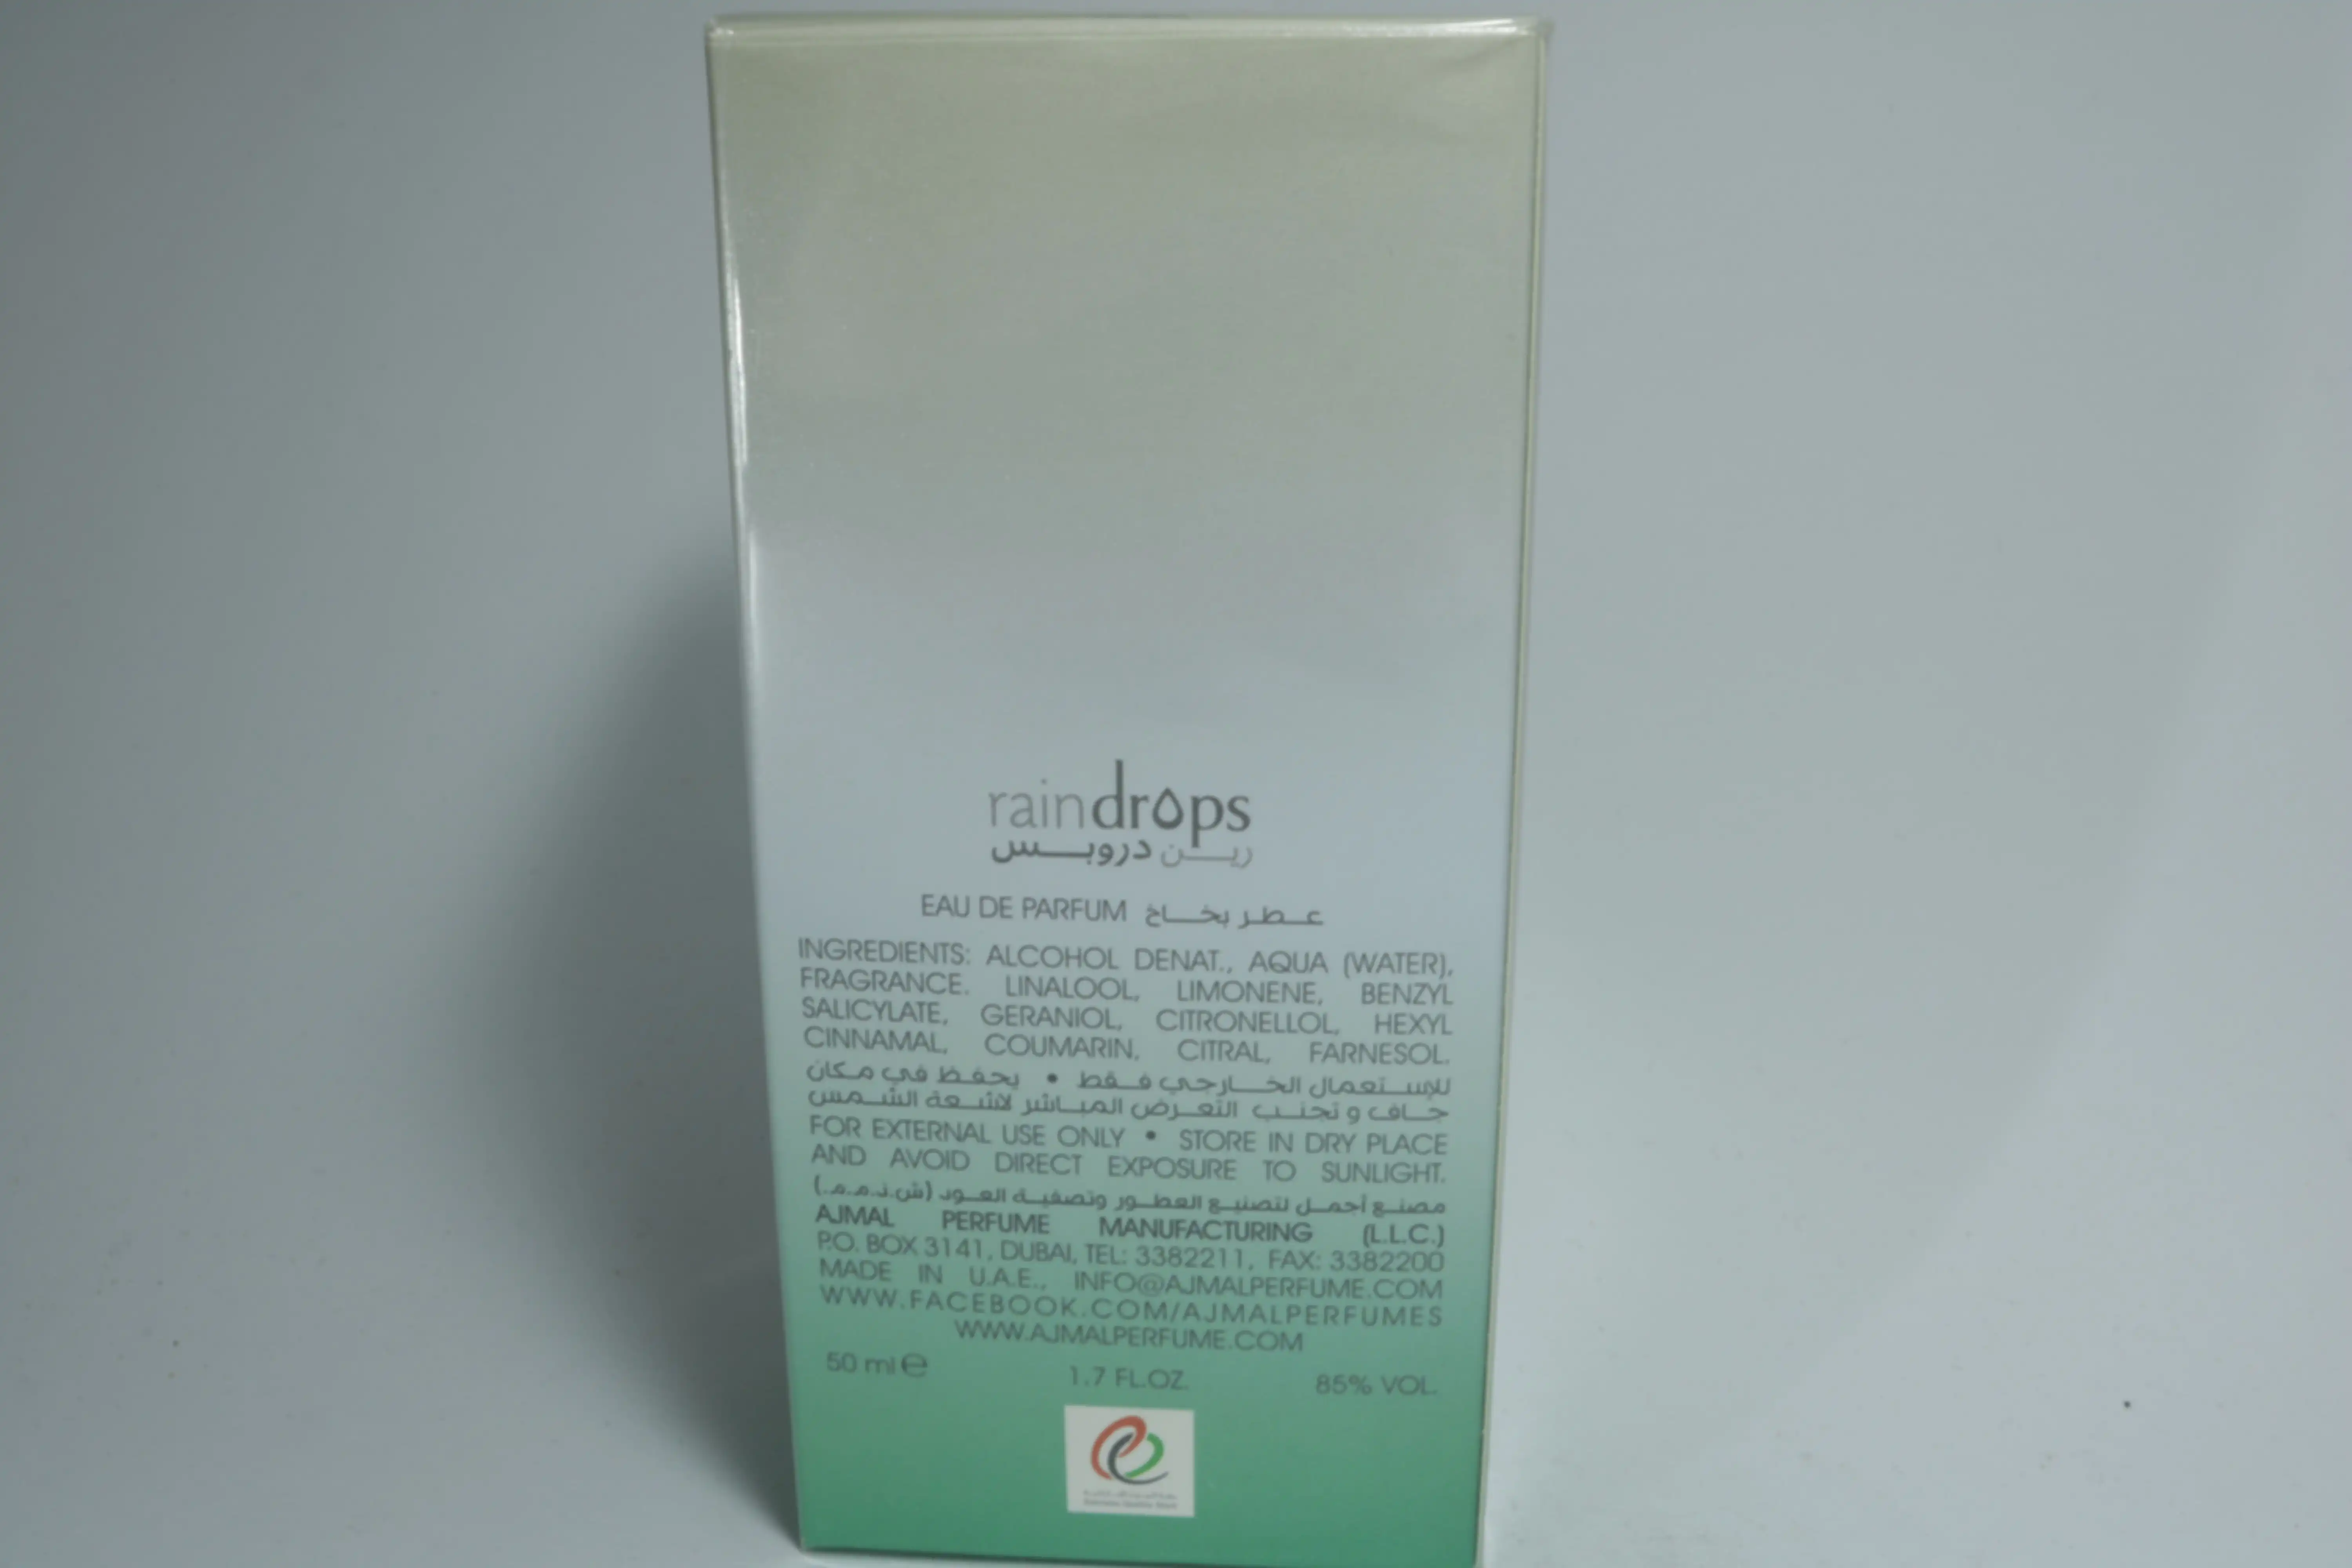 raindrops
رين دروبس
EAU DE PARFUM عطر بخاخ
INGREDIENTS: ALCOHOL DENAT., AQUA (WATER),
FRAGRANCE. LINALOOL, LIMONENE, BENZYL
SALICYLATE, GERANIOL, CITRONELLOL, HEXYL
CINNAMAL, COUMARIN, CITRAL, FARNESOL.
للإستعمال الخارجي فقط • يحفظ في مكان
جاف و تجنب التعرض المباشر لاشعة الشمس
FOR EXTERNAL USE ONLY • STORE IN DRY PLACE
AND AVOID DIRECT EXPOSURE TO SUNLIGHT.
مصنع أجمل لتصنيع العطور وتصفية العود (ش.ذ.م.م.)
AJMAL PERFUME MANUFACTURING (L.L.C.)
P.O. BOX 3141, DUBAI, TEL: 3382211, FAX: 3382200
MADE IN U.A.E., INFO@AJMALPERFUME.COM
WWW.FACEBOOK.COM/AJMALPERFUMES
WWW.AJMALPERFUME.COM
50 ml e 1.7 FL.OZ. 85% VOL.